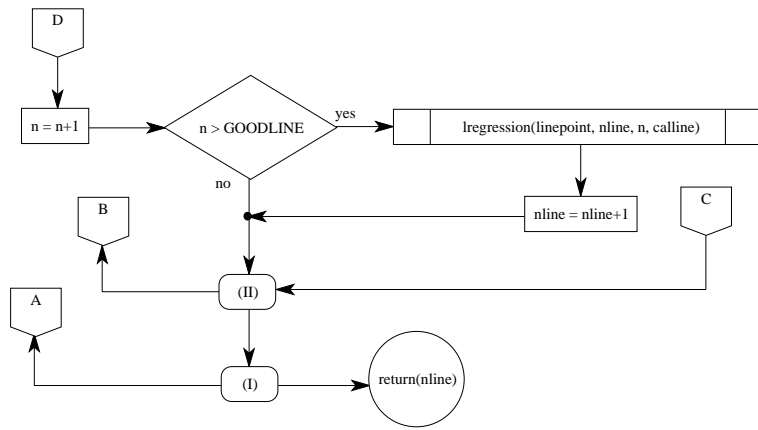 D
n = n+1
n > GOODLINE
yes
lregression(linepoint, nline, n, calline)
no
B
nline = nline+1
C
(II)
A
(I)
return(nline)